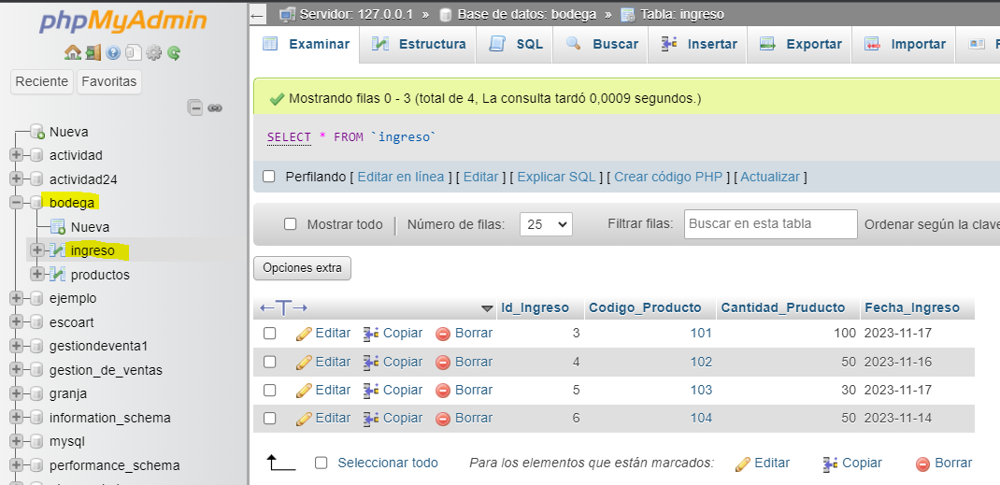 phpMyAdmin
Reciente Favoritas
Nueva
actividad
actividad24
bodega
Nueva
ingreso
productos
ejemplo
escoart
gestiondeventa1
gestion_de_ventas
granja
information_schema
mysql
performance_schema
Servidor: 127.0.0.1 » Base de datos: bodega » Tabla: ingreso
Examinar Estructura SQL Buscar Insertar Exportar Importar
Mostrando filas 0 - 3 (total de 4, La consulta tardó 0,0009 segundos.)
SELECT * FROM `ingreso`
Perfilando [ Editar en línea ] [ Editar ] [ Explicar SQL ] [ Crear código PHP ] [ Actualizar ]
Mostrar todo | Número de filas: 25 Filtrar filas: Buscar en esta tabla Ordenar según la clave
Opciones extra
←T→ Id_Ingreso Codigo_Producto Cantidad_Pruducto Fecha_Ingreso
Editar Copiar Borrar 3 101 100 2023-11-17
Editar Copiar Borrar 4 102 50 2023-11-16
Editar Copiar Borrar 5 103 30 2023-11-17
Editar Copiar Borrar 6 104 50 2023-11-14
Seleccionar todo Para los elementos que están marcados: Editar Copiar Borrar